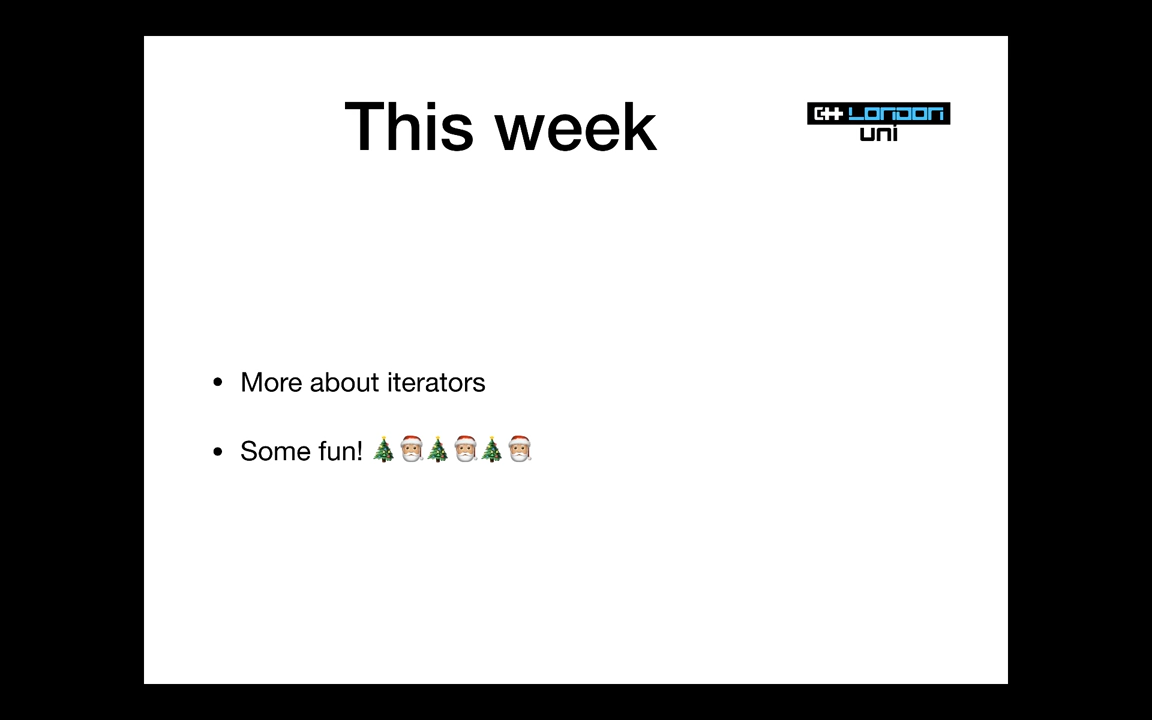 This week
C++ London
uni
• More about iterators
• Some fun! 🎄🎅🏼🎄🎅🏼🎄🎅🏼